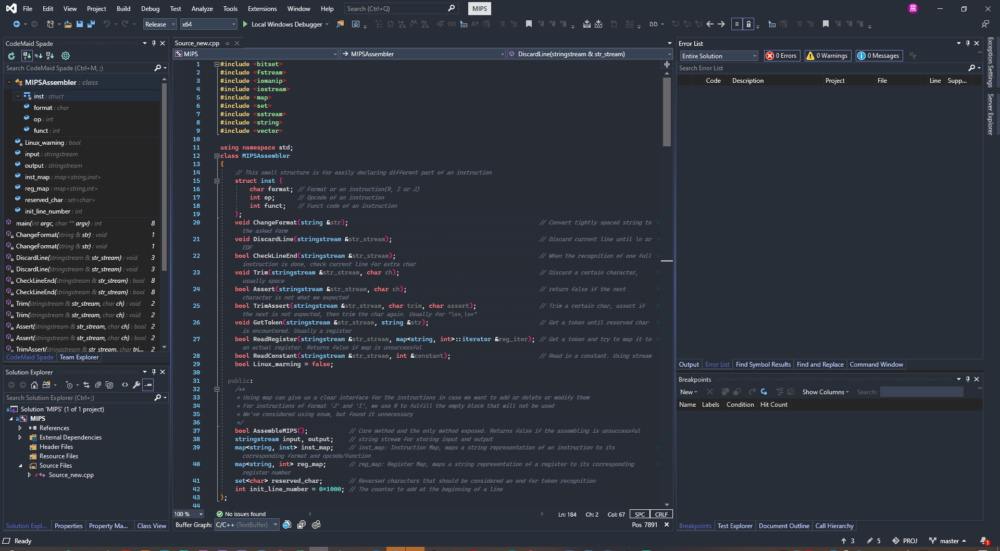 File Edit View Project Build Debug Test Analyze Tools Extensions Window Help Search (Ctrl+Q) MIPS
Release x64 Local Windows Debugger
CodeMaid Spade
Search CodeMaid Spade (Ctrl+M, ;)
MIPSAssembler : class
inst : struct
format : char
op : int
funct : int
Linux_warning : bool
input : stringstream
output : stringstream
inst_map : map<string,inst>
reg_map : map<string,int>
reserved_char : set<char>
init_line_number : int
main(int argc, char ** argv) : int 8
ChangeFormat(string & str) : void 1
ChangeFormat(string & str) : void 1
DiscardLine(stringstream & str_stream) : void 3
DiscardLine(stringstream & str_stream) : void 3
CheckLineEnd(stringstream & str_stream) : bool 8
CheckLineEnd(stringstream & str_stream) : bool 8
Trim(stringstream & str_stream, char ch) : void 2
Trim(stringstream & str_stream, char ch) : void 2
Assert(stringstream & str_stream, char ch) : bool 2
Assert(stringstream & str_stream, char ch) : bool 2
TrimAssert(stringstream & str_stream, char tri... 2
CodeMaid Spade Team Explorer
Solution Explorer
Search Solution Explorer (Ctrl+;)
Solution 'MIPS' (1 of 1 project)
MIPS
References
External Dependencies
Header Files
Resource Files
Source Files
Source_new.cpp
Solution Expl... Properties Property Ma... Class View
Source_new.cpp
MIPS MIPSAssembler DiscardLine(stringstream & str_stream)
1 #include <bitset>
2 #include <fstream>
3 #include <iomanip>
4 #include <iostream>
5 #include <map>
6 #include <set>
7 #include <sstream>
8 #include <string>
9 #include <vector>
10
11 using namespace std;
12 class MIPSAssembler
13 {
14 // This small structure is for easily declaring different part of an instruction
15 struct inst {
16 char format; // Format or an instruction(R, I or J)
17 int op; // Opcode of an instruction
18 int funct; // Funct code of an instruction
19 };
20 void ChangeFormat(string &str); // Convert tightly spaced string to
the asked form
21 void DiscardLine(stringstream &str_stream); // Discard current line until \n or
EOF
22 bool CheckLineEnd(stringstream &str_stream); // When the recognition of one full
instruction is done, check current line for extra char
23 void Trim(stringstream &str_stream, char ch); // Discard a certain character,
usually space
24 bool Assert(stringstream &str_stream, char ch); // return false if the next
character is not what we expected
25 bool TrimAssert(stringstream &str_stream, char trim, char assert); // Trim a certain char, assert if
the next is not expected, then trim the char again. Usually for "\s*,\s*"
26 void GetToken(stringstream &str_stream, string &str); // Get a token until reserved char
is encountered. Usually a register
27 bool ReadRegister(stringstream &str_stream, map<string, int>::iterator &reg_iter); // Get a token and try to map it to
an actual register. Returns false if map is unsuccessful
28 bool ReadConstant(stringstream &str_stream, int &constant); // Read in a constant. Using stream
29 bool Linux_warning = false;
30
31 public:
32 /**
33 * Using map can give us a clear interface for the instructions in case we want to add or delete or modify them
34 * For instructions of format 'J' and 'I', we use 0 to fulfill the empty block that will not be used
35 * We've considered using enum, but found it unnecessary
36 */
37 bool AssembleMIPS(); // Core method and the only method exposed. Returns false if the assembling is unsuccessful
38 stringstream input, output; // string stream for storing input and output
39 map<string, inst> inst_map; // inst_map: Instruction Map, maps a string representation of an instruction to its
corresponding format and opcode/function
40 map<string, int> reg_map; // reg_map: Register Map, maps a string representation of a register to its corresponding
register number
41 set<char> reserved_char; // Reversed characters that should be considered an end for token recognition
42 int init_line_number = 0×1000; // The counter to add at the beginning of a line
43 };
44
100 % No issues found Ln: 184 Ch: 2 Col: 67 SPC CRLF
Buffer Graph: C/C++ (TextBuffer) Pos 7891
Error List
Entire Solution 0 Errors 0 Warnings 0 Messages
Search Error List
Code Description Project File Line Supp...
Output Error List Find Symbol Results Find and Replace Command Window
Breakpoints
New Show Columns Search:
Name Labels Condition Hit Count
Breakpoints Test Explorer Document Outline Call Hierarchy
Exception Settings
Server Explorer
Ready 3 5 PROJ master 1